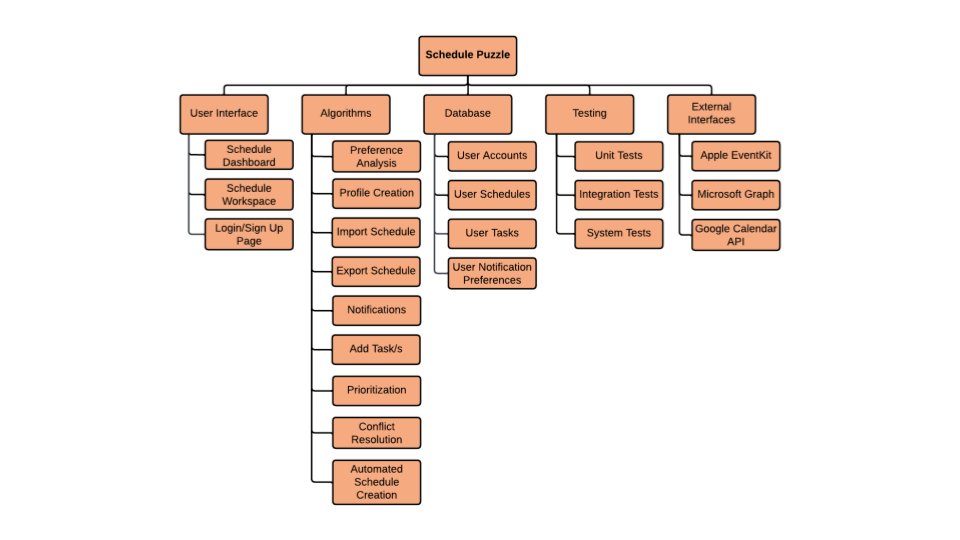 Schedule Puzzle
User Interface
Schedule
Dashboard
Schedule
Workspace
Login/Sign Up
Page
Algorithms
Preference
Analysis
Profile Creation
Import Schedule
Export Schedule
Notifications
Add Task/s
Prioritization
Conflict
Resolution
Automated
Schedule
Creation
Database
User Accounts
User Schedules
User Tasks
User Notification
Preferences
Testing
Unit Tests
Integration Tests
System Tests
External
Interfaces
Apple EventKit
Microsoft Graph
Google Calendar
API